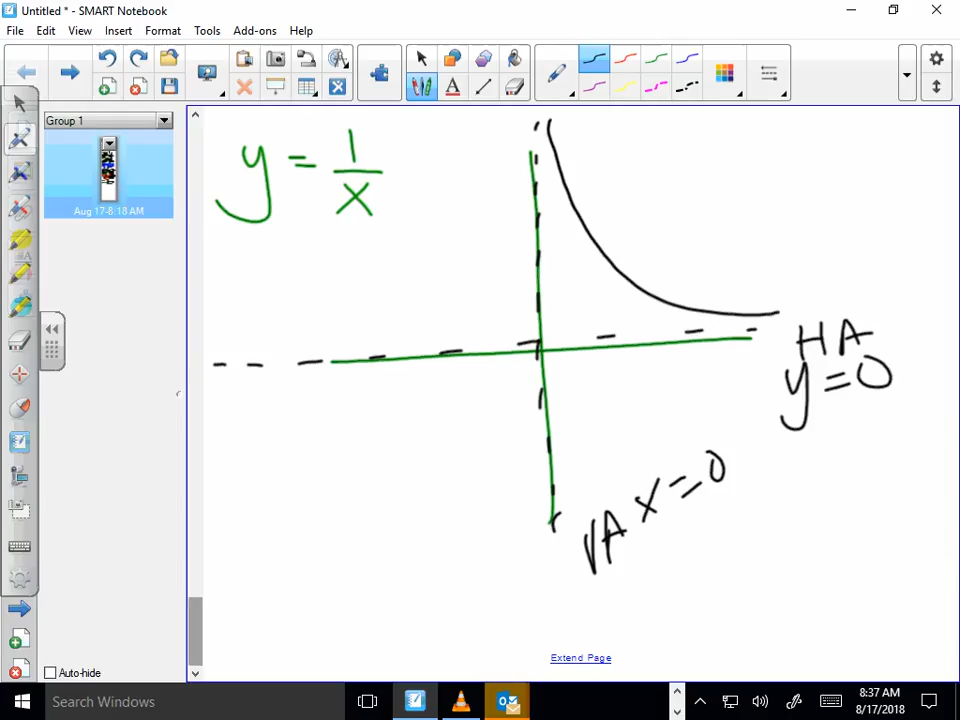 Untitled * - SMART Notebook
File Edit View Insert Format Tools Add-ons Help
Group 1
Aug 17-8:18 AM
y = 1/x
HA
y=0
VA x=0
Extend Page
Auto-hide
Search Windows
8:37 AM
8/17/2018